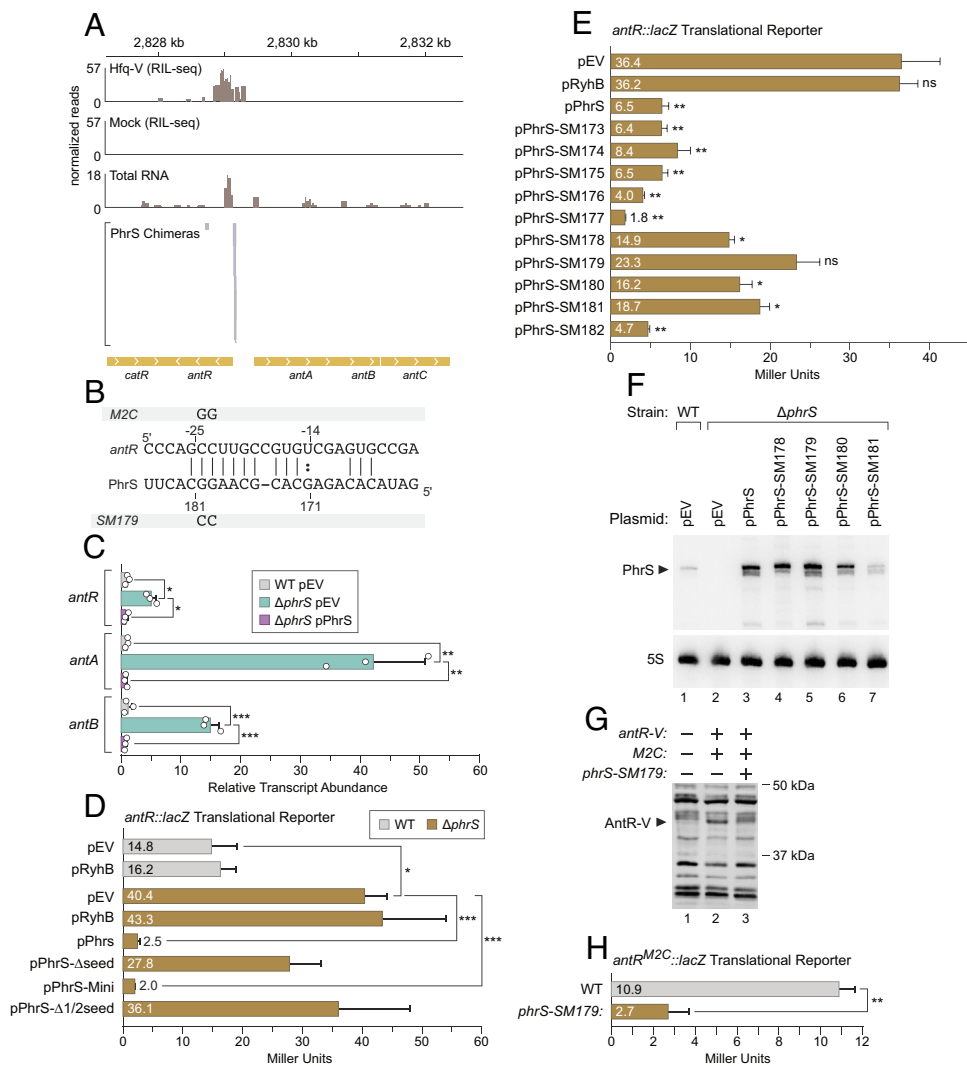 A
2,828 kb 2,830 kb 2,832 kb
normalized reads
57
Hfq-V (RIL-seq)
0
57
Mock (RIL-seq)
0
18
Total RNA
0
PhrS Chimeras
catR antR antA antB antC
B
M2C GG
-25 -14
antR 5' CCCAGCCUUGCCGUGUCGAGUGCCGA
PhrS UUCACGGAACG–CACGAGACACAUAG 5'
181 171
SM179 CC
C
antR
*
*
antA
**
**
antB
***
***
WT pEV
ΔphrS pEV
ΔphrS pPhrS
0 10 20 30 40 50 60
Relative Transcript Abundance
D
antR::lacZ Translational Reporter
WT ΔphrS
pEV 14.8
pRyhB 16.2
pEV 40.4
pRyhB 43.3
pPhrs 2.5
pPhrS-Δseed 27.8
pPhrS-Mini 2.0
pPhrS-Δ1/2seed 36.1
*
***
***
0 10 20 30 40 50 60
Miller Units
E
antR::lacZ Translational Reporter
pEV 36.4
pRyhB 36.2 ns
pPhrS 6.5 **
pPhrS-SM173 6.4 **
pPhrS-SM174 8.4 **
pPhrS-SM175 6.5 **
pPhrS-SM176 4.0 **
pPhrS-SM177 1.8 **
pPhrS-SM178 14.9 *
pPhrS-SM179 23.3 ns
pPhrS-SM180 16.2 *
pPhrS-SM181 18.7 *
pPhrS-SM182 4.7 **
0 10 20 30 40
Miller Units
F
Strain: WT ΔphrS
Plasmid: pEV pEV pPhrS pPhrS-SM178 pPhrS-SM179 pPhrS-SM180 pPhrS-SM181
PhrS
5S
1 2 3 4 5 6 7
G
antR-V: – + +
M2C: – + +
phrS-SM179: – – +
50 kDa
AntR-V
37 kDa
1 2 3
H
antR^M2C::lacZ Translational Reporter
WT 10.9
phrS-SM179: 2.7
**
0 2 4 6 8 10 12
Miller Units